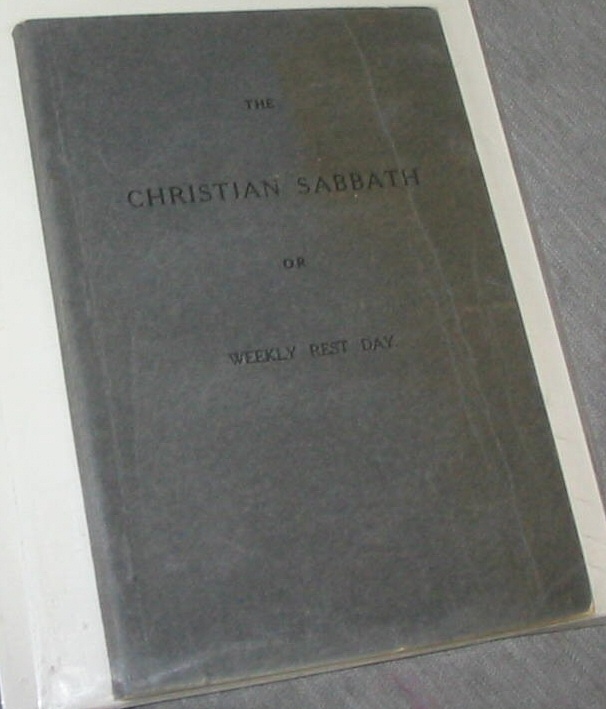 THE
CHRISTIAN SABBATH
OR
WEEKLY REST DAY.